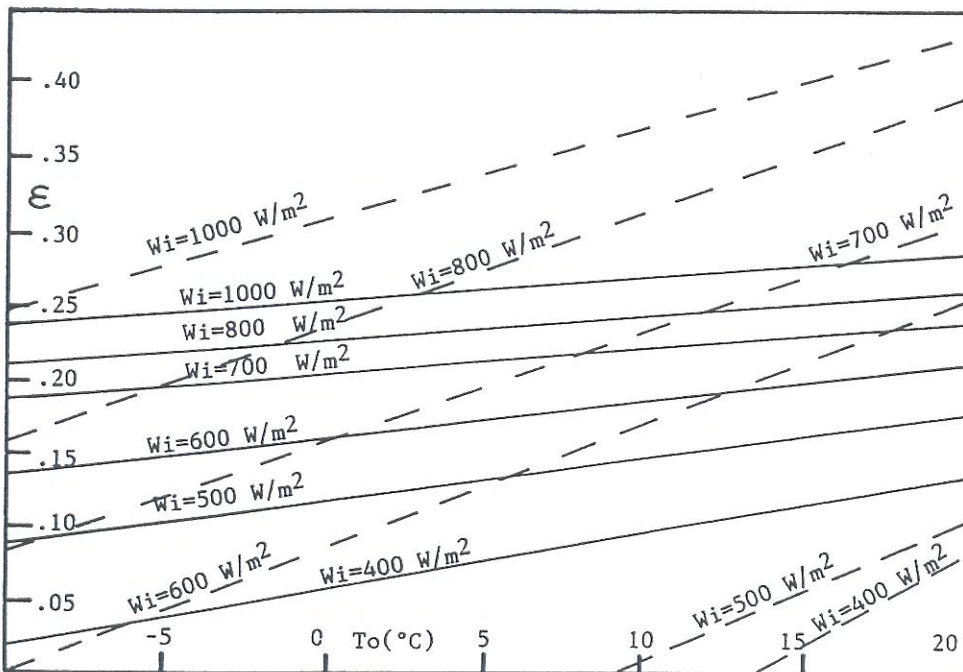 .40
.35
ε
.30
Wi=1000 W/m2
Wi=800 W/m2
Wi=700 W/m2
.25
Wi=1000 W/m2
Wi=800 W/m2
.20
Wi=700 W/m2
.15
Wi=600 W/m2
.10
Wi=500 W/m2
.05
Wi=600 W/m2
Wi=400 W/m2
Wi=500 W/m2
Wi=400 W/m2
-5 0 To(°C) 5 10 15 20